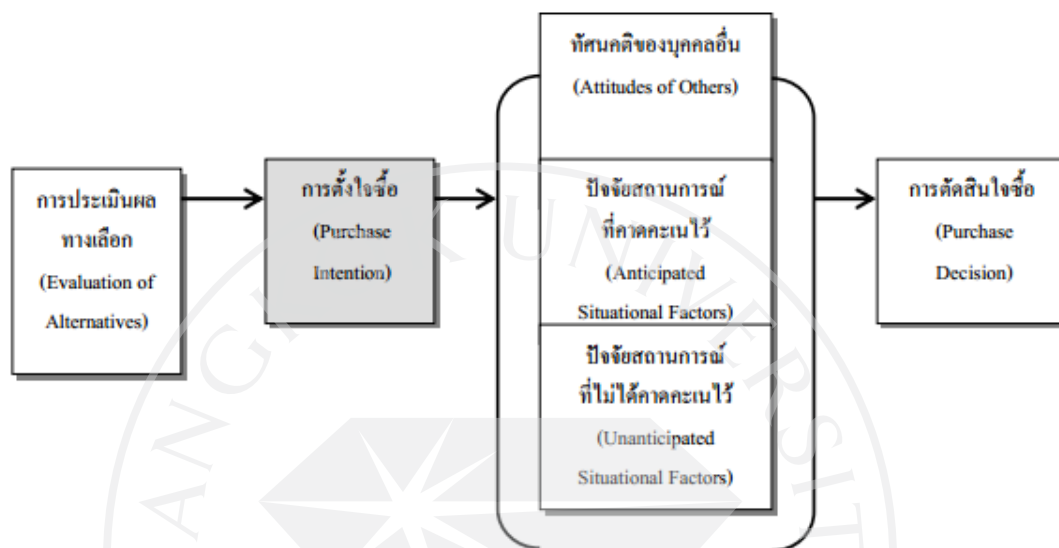 การประเมินผล
ทางเลือก
(Evaluation of
Alternatives)
การตั้งใจซื้อ
(Purchase
Intention)
ทัศนคติของบุคคลอื่น
(Attitudes of Others)
ปัจจัยสถานการณ์
ที่คาดคะเนไว้
(Anticipated
Situational Factors)
ปัจจัยสถานการณ์
ที่ไม่ได้คาดคะเนไว้
(Unanticipated
Situational Factors)
การตัดสินใจซื้อ
(Purchase
Decision)